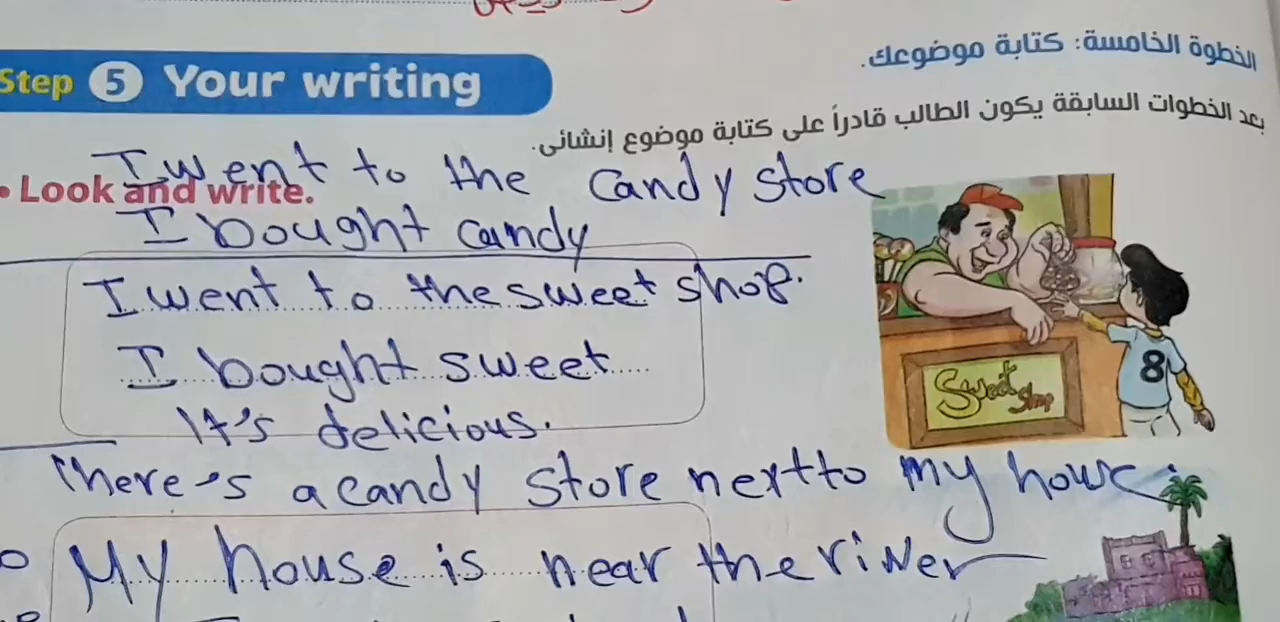 الخطوة الخامسة: كتابة موضوعك.
Step 5 Your writing
بعد الخطوات السابقة يكون الطالب قادراً على كتابة موضوع إنشائى.
I went to the candy store
• Look and write.
I bought candy
I went to the sweet shop.
I bought sweet
It's delicious.
Sweet Shop
8
There's a candy store next to my house
My house is near the river